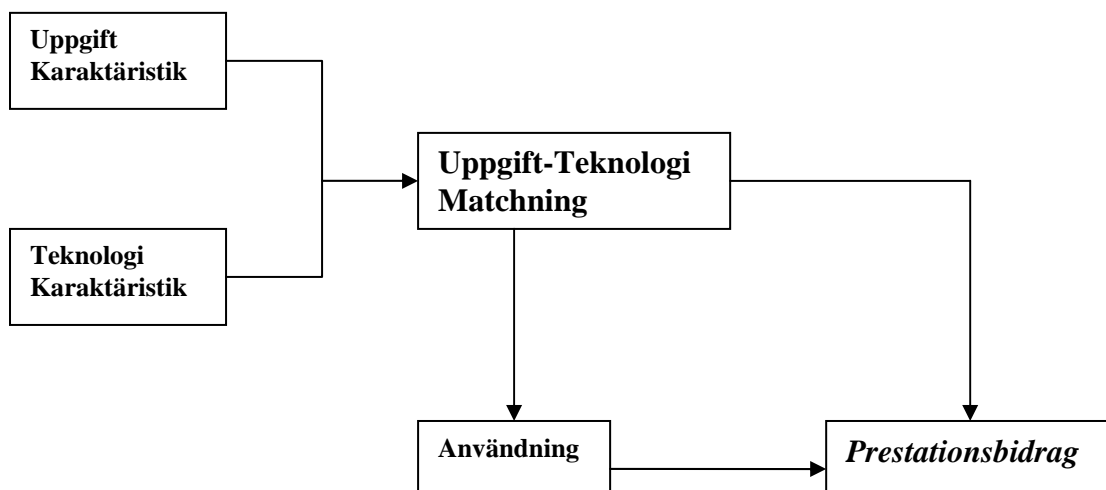 Uppgift
Karaktäristik
Uppgift-Teknologi
Matchning
Teknologi
Karaktäristik
Användning
Prestationsbidrag